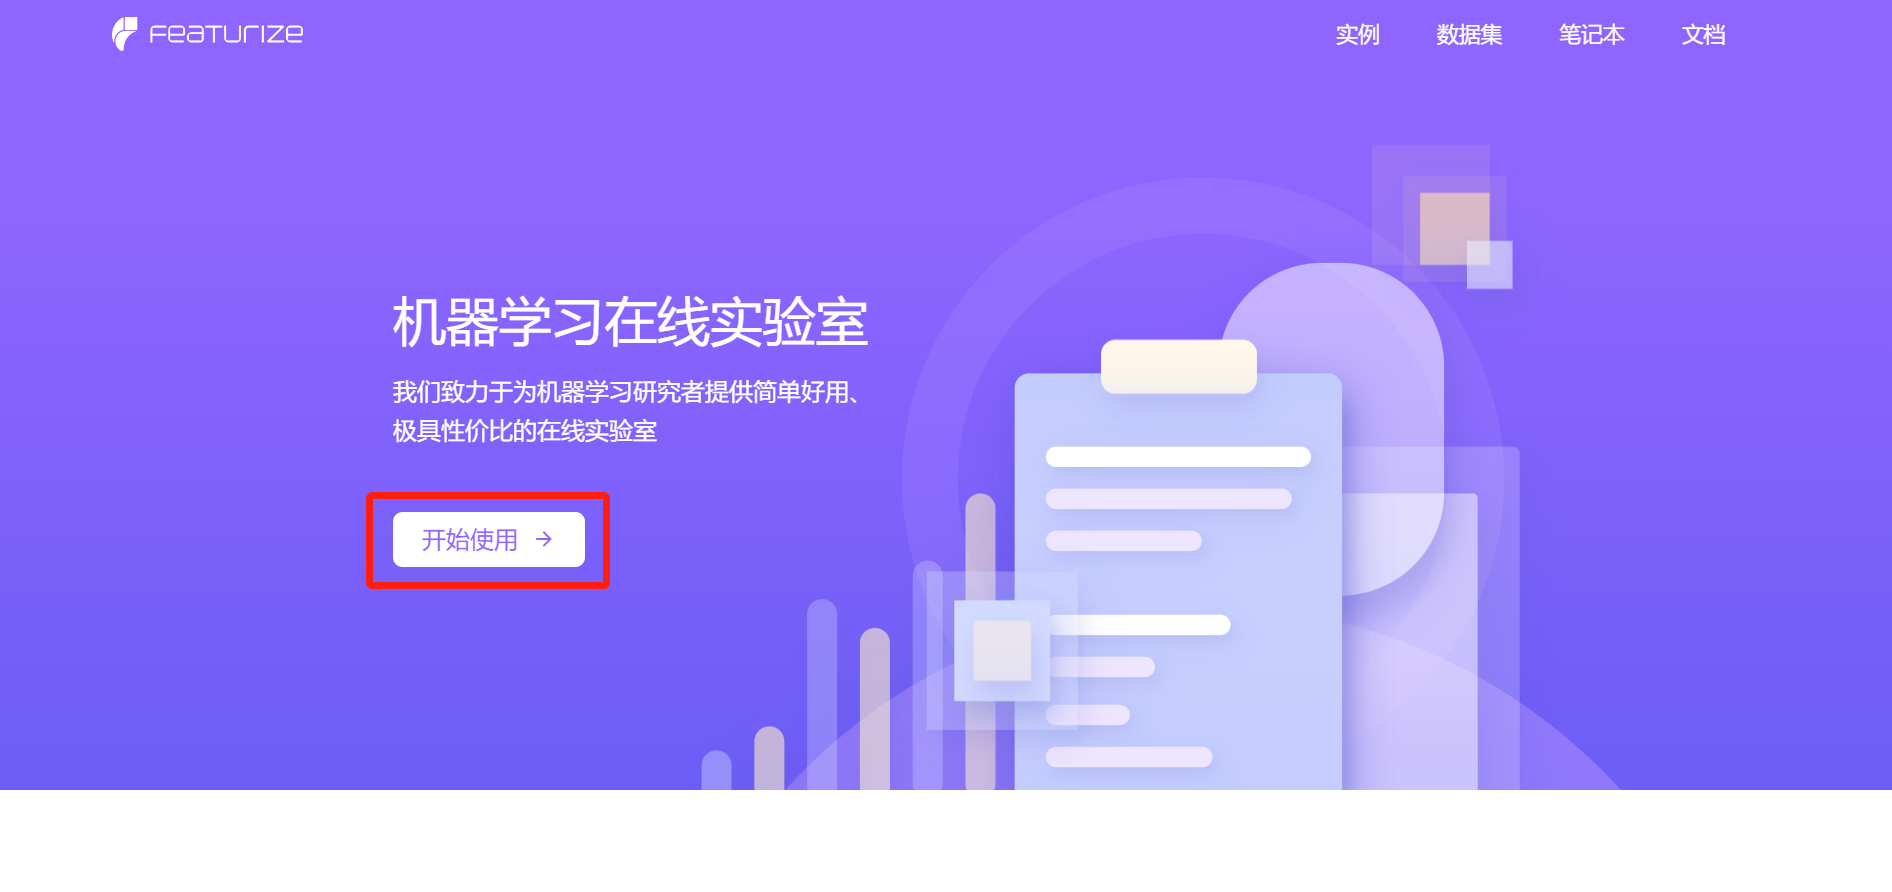 Featurize
实例
数据集
笔记本
文档
机器学习在线实验室
我们致力于为机器学习研究者提供简单好用、
极具性价比的在线实验室
开始使用 →